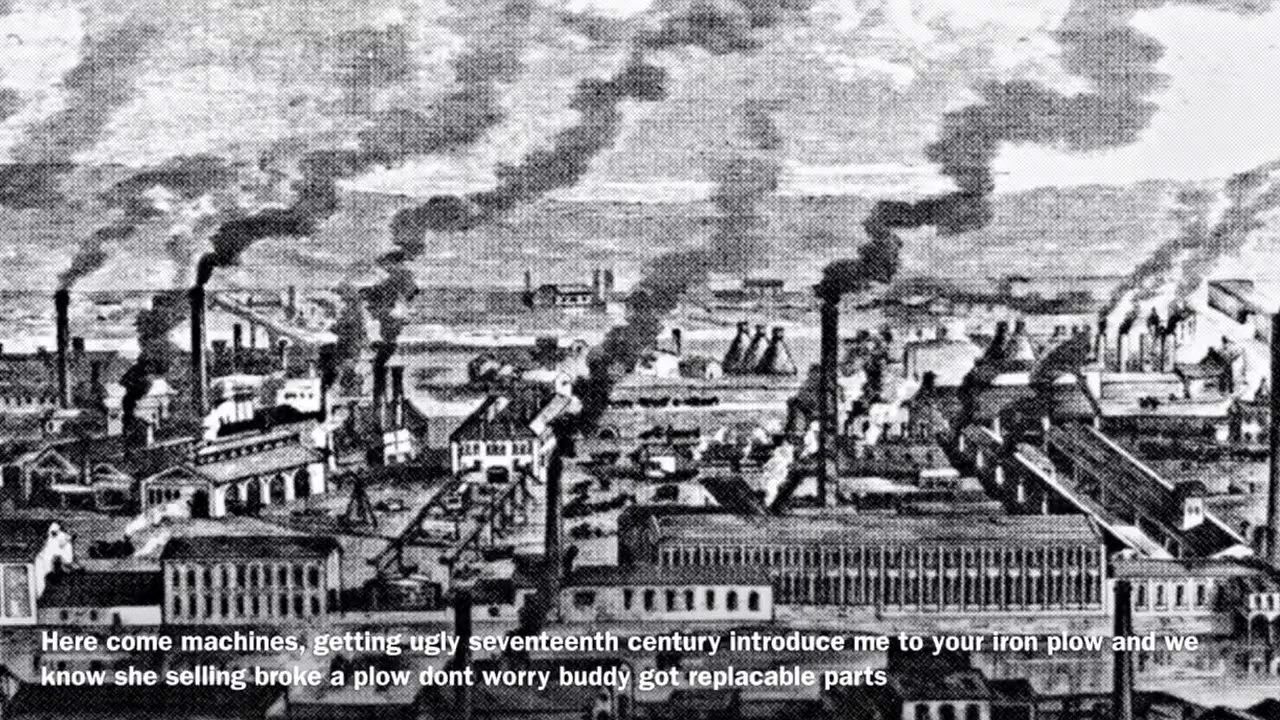 Here come machines, getting ugly seventeenth century introduce me to your iron plow and we
know she selling broke a plow dont worry buddy got replacable parts